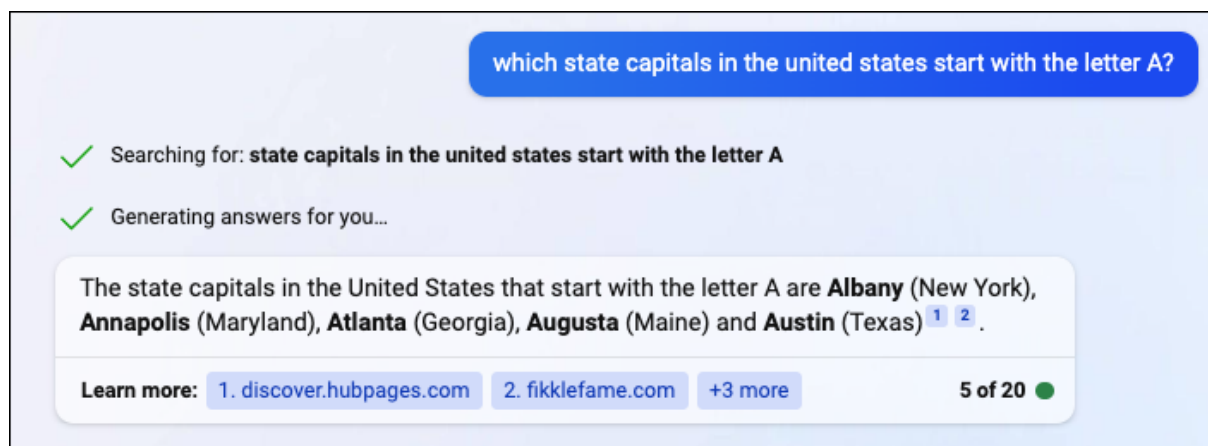 which state capitals in the united states start with the letter A?
Searching for: state capitals in the united states start with the letter A
Generating answers for you...
The state capitals in the United States that start with the letter A are Albany (New York),
Annapolis (Maryland), Atlanta (Georgia), Augusta (Maine) and Austin (Texas) 1 2 .
Learn more: 1. discover.hubpages.com 2. fikklefame.com +3 more 5 of 20